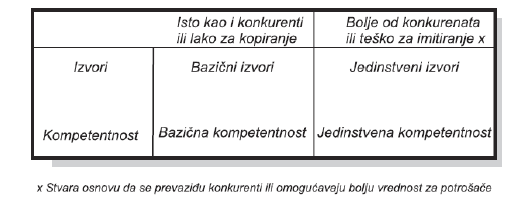 Isto kao i konkurenti
ili lako za kopiranje
Bolje od konkurenata
ili teško za imitiranje x
Izvori
Bazični izvori
Jedinstveni izvori
Kompetentnost
Bazična kompetentnost
Jedinstvena kompetentnost
x Stvara osnovu da se prevaziđu konkurenti ili omogućavaju bolju vrednost za potrošače